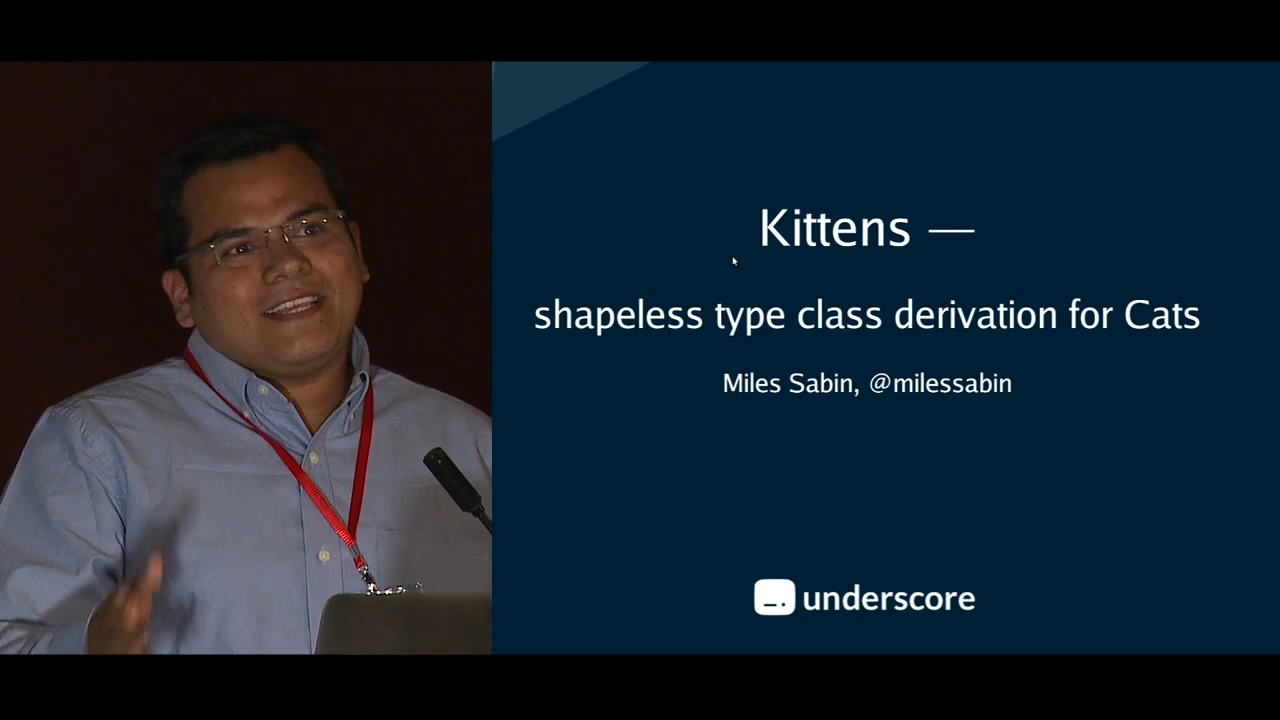 Kittens —
shapeless type class derivation for Cats
Miles Sabin, @milessabin
underscore